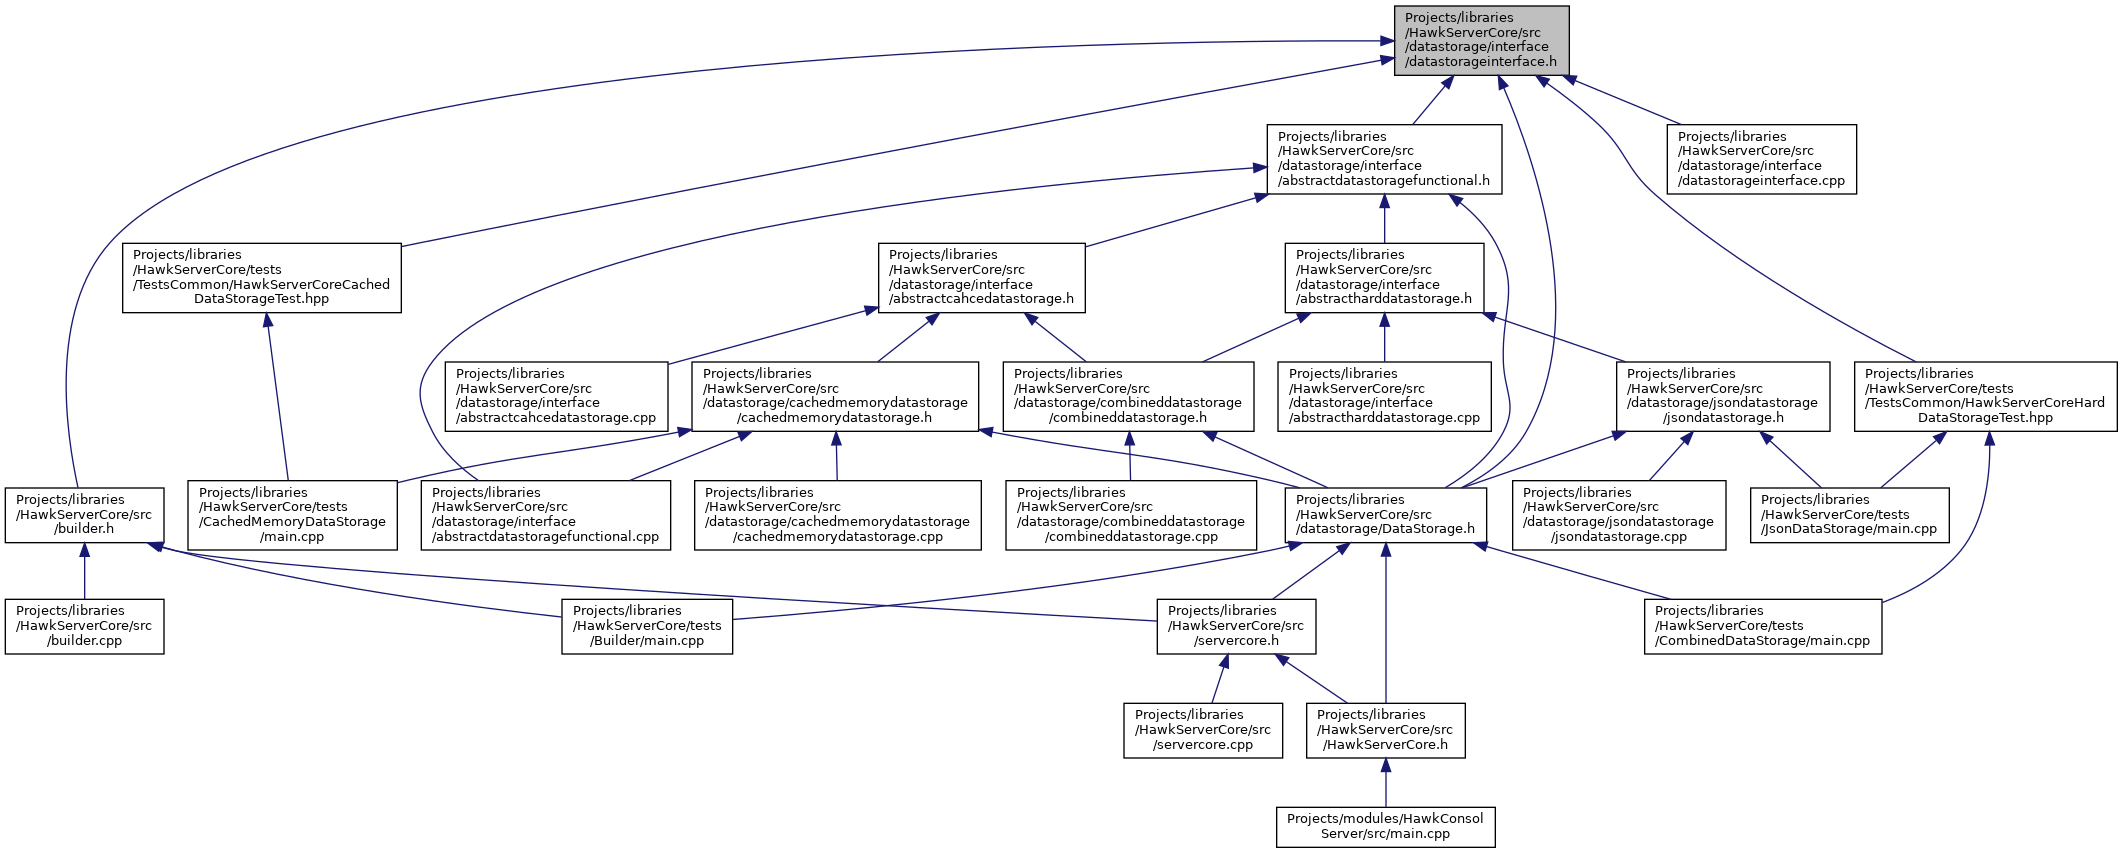 Projects/libraries
/HawkServerCore/src
/datastorage/interface
/datastorageinterface.h
Projects/libraries
/HawkServerCore/src
/datastorage/interface
/abstractdatastoragefunctional.h
Projects/libraries
/HawkServerCore/src
/datastorage/interface
/datastorageinterface.cpp
Projects/libraries
/HawkServerCore/tests
/TestsCommon/HawkServerCoreCached
DataStorageTest.hpp
Projects/libraries
/HawkServerCore/src
/datastorage/interface
/abstractcahcedatastorage.h
Projects/libraries
/HawkServerCore/src
/datastorage/interface
/abstractharddatastorage.h
Projects/libraries
/HawkServerCore/src
/datastorage/interface
/abstractcahcedatastorage.cpp
Projects/libraries
/HawkServerCore/src
/datastorage/cachedmemorydatastorage
/cachedmemorydatastorage.h
Projects/libraries
/HawkServerCore/src
/datastorage/combineddatastorage
/combineddatastorage.h
Projects/libraries
/HawkServerCore/src
/datastorage/interface
/abstractharddatastorage.cpp
Projects/libraries
/HawkServerCore/src
/datastorage/jsondatastorage
/jsondatastorage.h
Projects/libraries
/HawkServerCore/tests
/TestsCommon/HawkServerCoreHard
DataStorageTest.hpp
Projects/libraries
/HawkServerCore/src
/builder.h
Projects/libraries
/HawkServerCore/tests
/CachedMemoryDataStorage
/main.cpp
Projects/libraries
/HawkServerCore/src
/datastorage/interface
/abstractdatastoragefunctional.cpp
Projects/libraries
/HawkServerCore/src
/datastorage/cachedmemorydatastorage
/cachedmemorydatastorage.cpp
Projects/libraries
/HawkServerCore/src
/datastorage/combineddatastorage
/combineddatastorage.cpp
Projects/libraries
/HawkServerCore/src
/datastorage/DataStorage.h
Projects/libraries
/HawkServerCore/src
/datastorage/jsondatastorage
/jsondatastorage.cpp
Projects/libraries
/HawkServerCore/tests
/JsonDataStorage/main.cpp
Projects/libraries
/HawkServerCore/src
/builder.cpp
Projects/libraries
/HawkServerCore/tests
/Builder/main.cpp
Projects/libraries
/HawkServerCore/src
/servercore.h
Projects/libraries
/HawkServerCore/tests
/CombinedDataStorage/main.cpp
Projects/libraries
/HawkServerCore/src
/servercore.cpp
Projects/libraries
/HawkServerCore/src
/HawkServerCore.h
Projects/modules/HawkConsol
Server/src/main.cpp